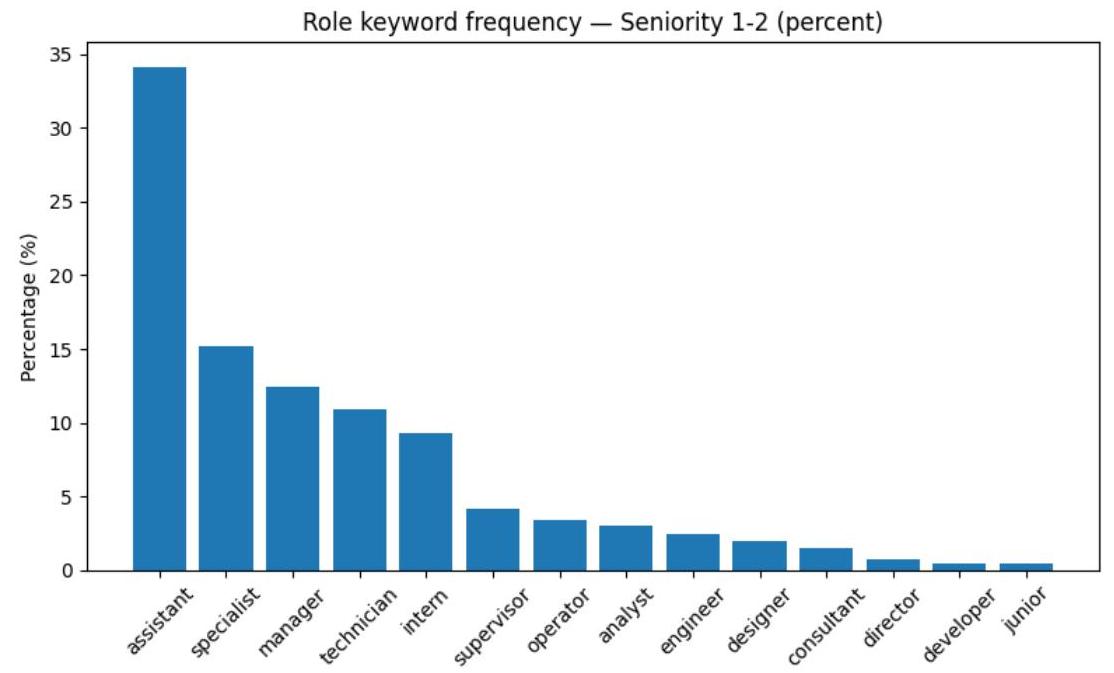 Role keyword frequency — Seniority 1-2 (percent)
Percentage (%)
35
30
25
20
15
10
5
0
assistant
specialist
manager
technician
intern
supervisor
operator
analyst
engineer
designer
consultant
director
developer
junior